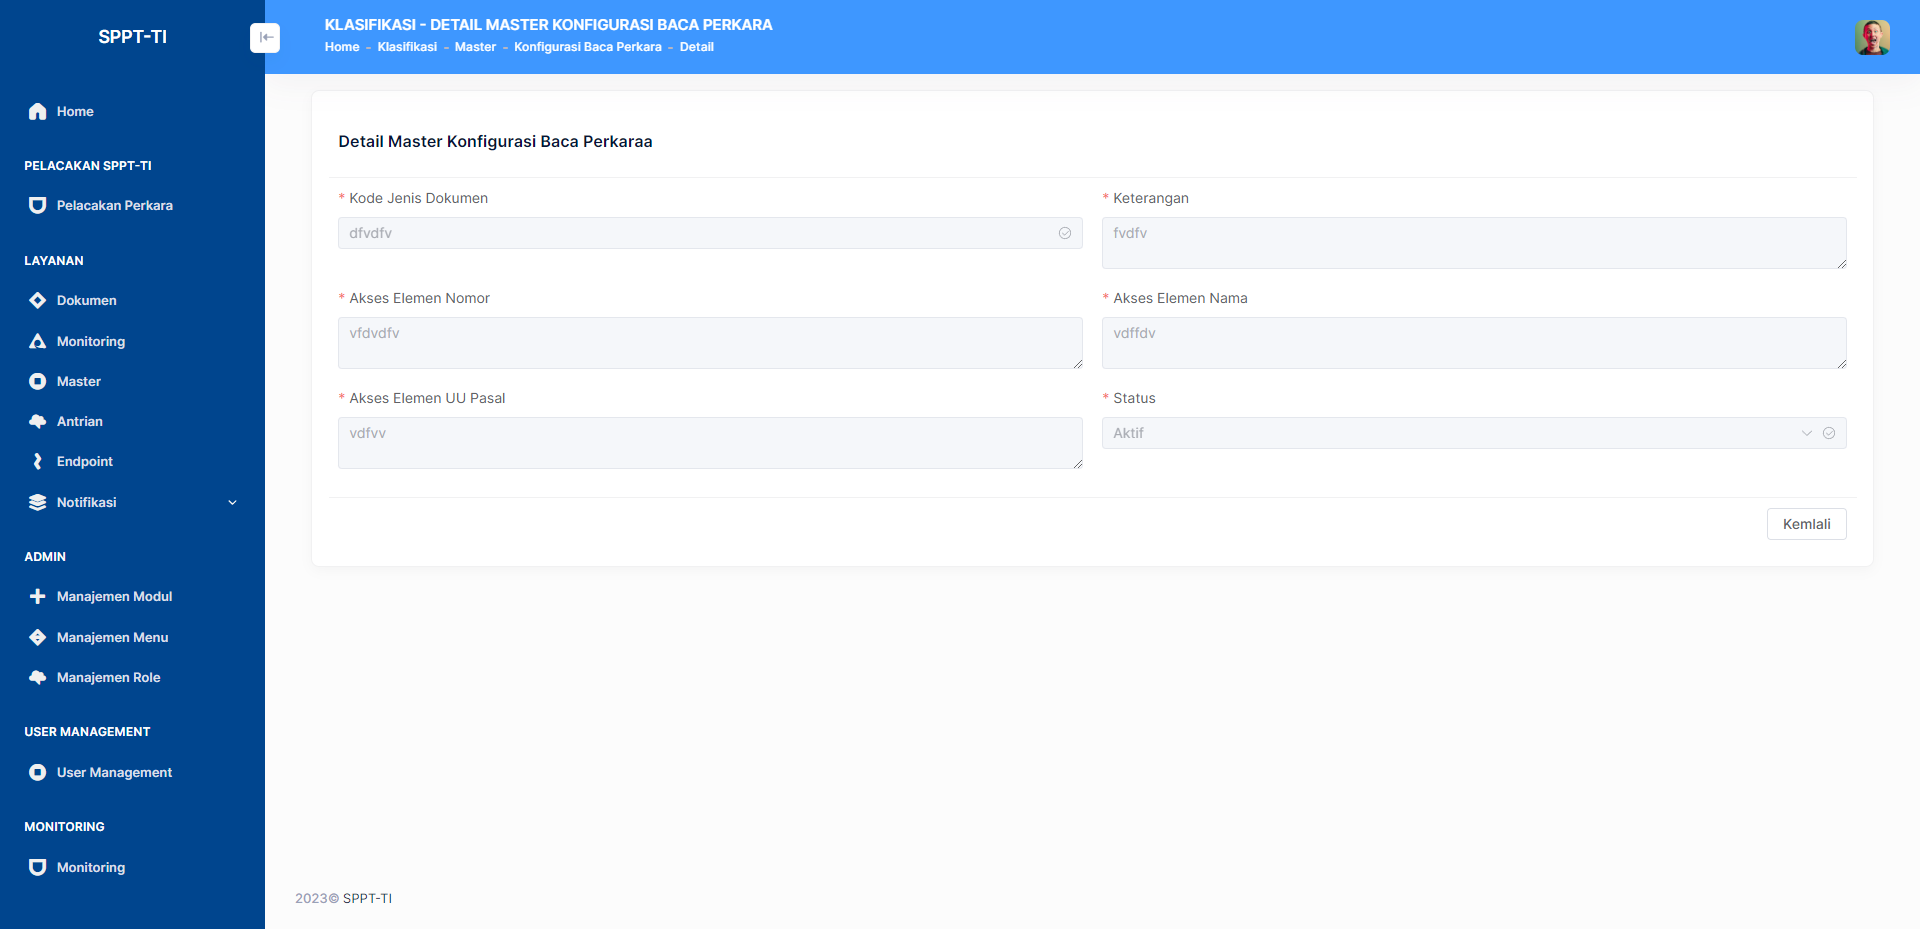 SPPT-TI
Home
PELACAKAN SPPT-TI
Pelacakan Perkara
LAYANAN
Dokumen
Monitoring
Master
Antrian
Endpoint
Notifikasi
ADMIN
Manajemen Modul
Manajemen Menu
Manajemen Role
USER MANAGEMENT
User Management
MONITORING
Monitoring
KLASIFIKASI - DETAIL MASTER KONFIGURASI BACA PERKARA
Home - Klasifikasi - Master - Konfigurasi Baca Perkara - Detail
Detail Master Konfigurasi Baca Perkaraa
* Kode Jenis Dokumen
dfvdfv
* Keterangan
fvdfv
* Akses Elemen Nomor
vfdvdfv
* Akses Elemen Nama
vdffdv
* Akses Elemen UU Pasal
vdfvv
* Status
Aktif
Kemlali
2023© SPPT-TI